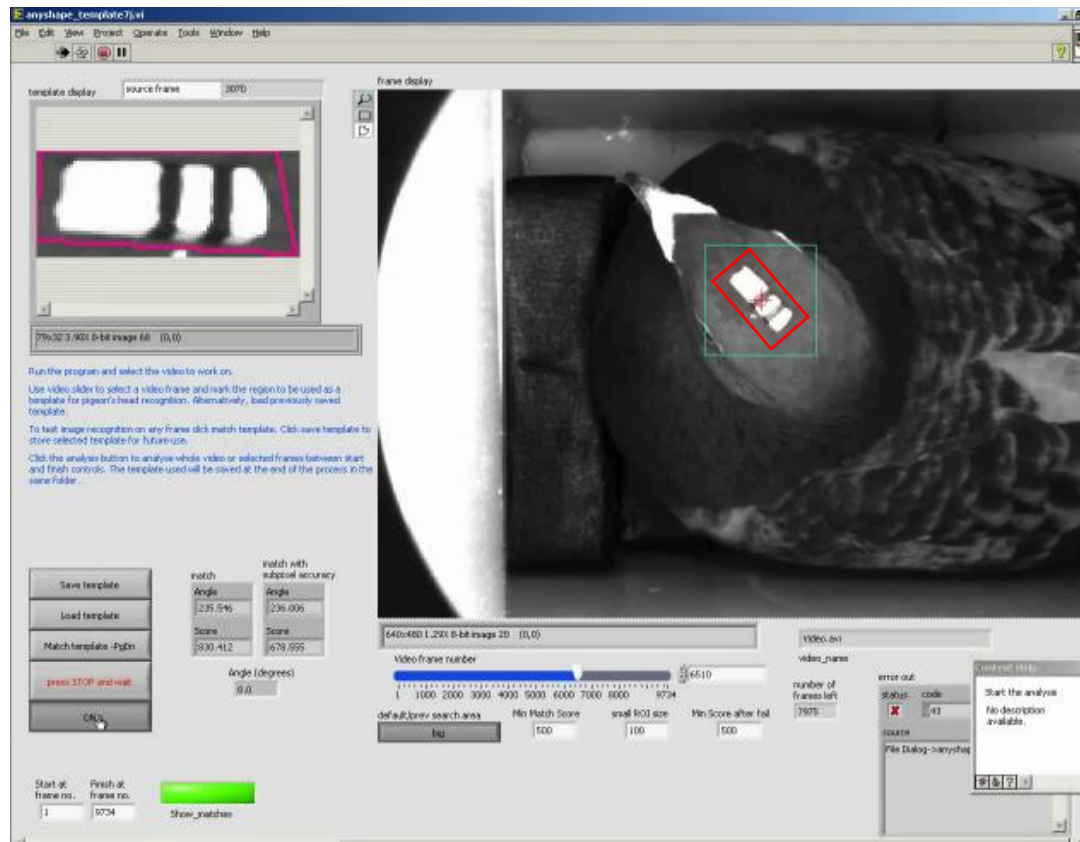 anyshape_template7j.vi
File Edit View Project Operate Tools Window Help
template display
source frame 3070
frame display
79x32 3.90X 8-bit image 68 (0,0)
Run the program and select the video to work on.
Use video slider to select a video frame and mark the region to be used as a
template for pigeon's head recognition. Alternatively, load previously saved
template.
To test image recognition on any frame click match template. Click save template to
store selected template for future use.
Click the analysis button to analyse whole video or selected frames between start
and finish controls. The template used will be saved at the end of the process in the
same folder.
Save template
Load template
Match template -PgDn
press STOP and wait
match
Angle
235.546
Score
830.412
match with
subpixel accuracy
Angle
236.006
Score
678.555
Angle (degrees)
0.0
Start at
frame no.
1
Finish at
frame no.
9734
Show_matches
640x480 1.29X 8-bit image 28 (0,0)
Video frame number
1 1000 2000 3000 4000 5000 6000 7000 8000 9734
6510
default/prev search area
big
Min Match Score
500
small ROI size
100
Min Score after fail
500
Video.avi
video_name
number of
frames left
7975
error out
status code
43
source
File Dialog->anyshap
Context Help
Start the analysis
No description
available.